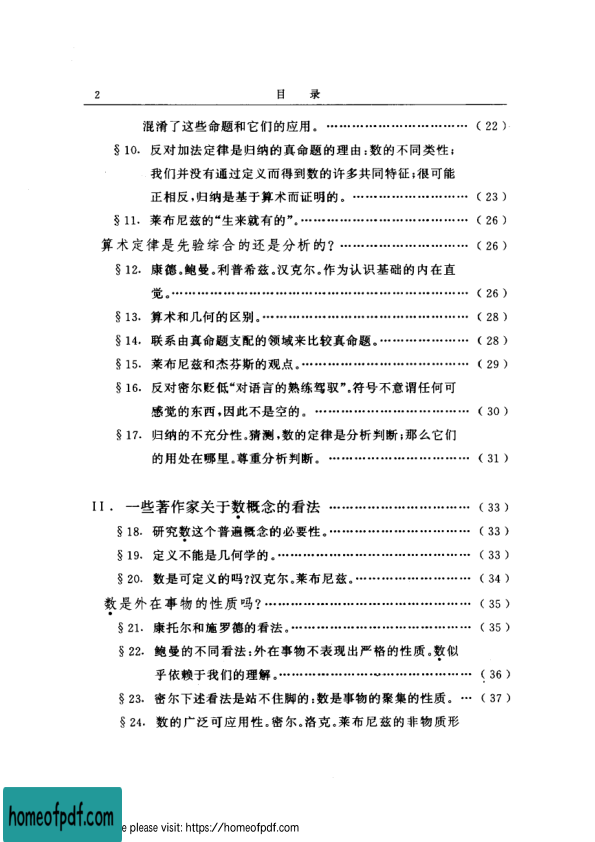 2 目 录
混淆了这些命题和它们的应用。 …………………………… ( 22 )
§ 10. 反对加法定律是归纳的真命题的理由:数的不同类性;
我们并没有通过定义而得到数的许多共同特征;很可能
正相反,归纳是基于算术而证明的。 ……………………… ( 23 )
§ 11. 莱布尼兹的“生来就有的”。………………………………… ( 26 )
算术定律是先验综合的还是分析的? ………………………… ( 26 )
§ 12. 康德。鲍曼。利普希兹。汉克尔。作为认识基础的内在直
觉。…………………………………………………………… ( 26 )
§ 13. 算术和几何的区别。………………………………………… ( 28 )
§ 14. 联系由真命题支配的领域来比较真命题。………………… ( 28 )
§ 15. 莱布尼兹和杰芬斯的观点。………………………………… ( 29 )
§ 16. 反对密尔贬低“对语言的熟练驾驭”。符号不意谓任何可
感觉的东西,因此不是空的。 ……………………………… ( 30 )
§ 17. 归纳的不充分性。猜测,数的定律是分析判断;那么它们
的用处在哪里。尊重分析判断。 …………………………… ( 31 )
II. 一些著作家关于数概念的看法 …………………………… ( 33 )
§ 18. 研究数这个普遍概念的必要性。…………………………… ( 33 )
§ 19. 定义不能是几何学的。……………………………………… ( 33 )
§ 20. 数是可定义的吗?汉克尔。莱布尼兹。……………………… ( 34 )
数是外在事物的性质吗? ………………………………………… ( 35 )
§ 21. 康托尔和施罗德的看法。…………………………………… ( 35 )
§ 22. 鲍曼的不同看法:外在事物不表现出严格的性质。数似
乎依赖于我们的理解。……………………………………… ( 36 )
§ 23. 密尔下述看法是站不住脚的:数是事物的聚集的性质。 … ( 37 )
§ 24. 数的广泛可应用性。密尔。洛克。莱布尼兹的非物质形
homeofpdf.com
e please visit: https://homeofpdf.com